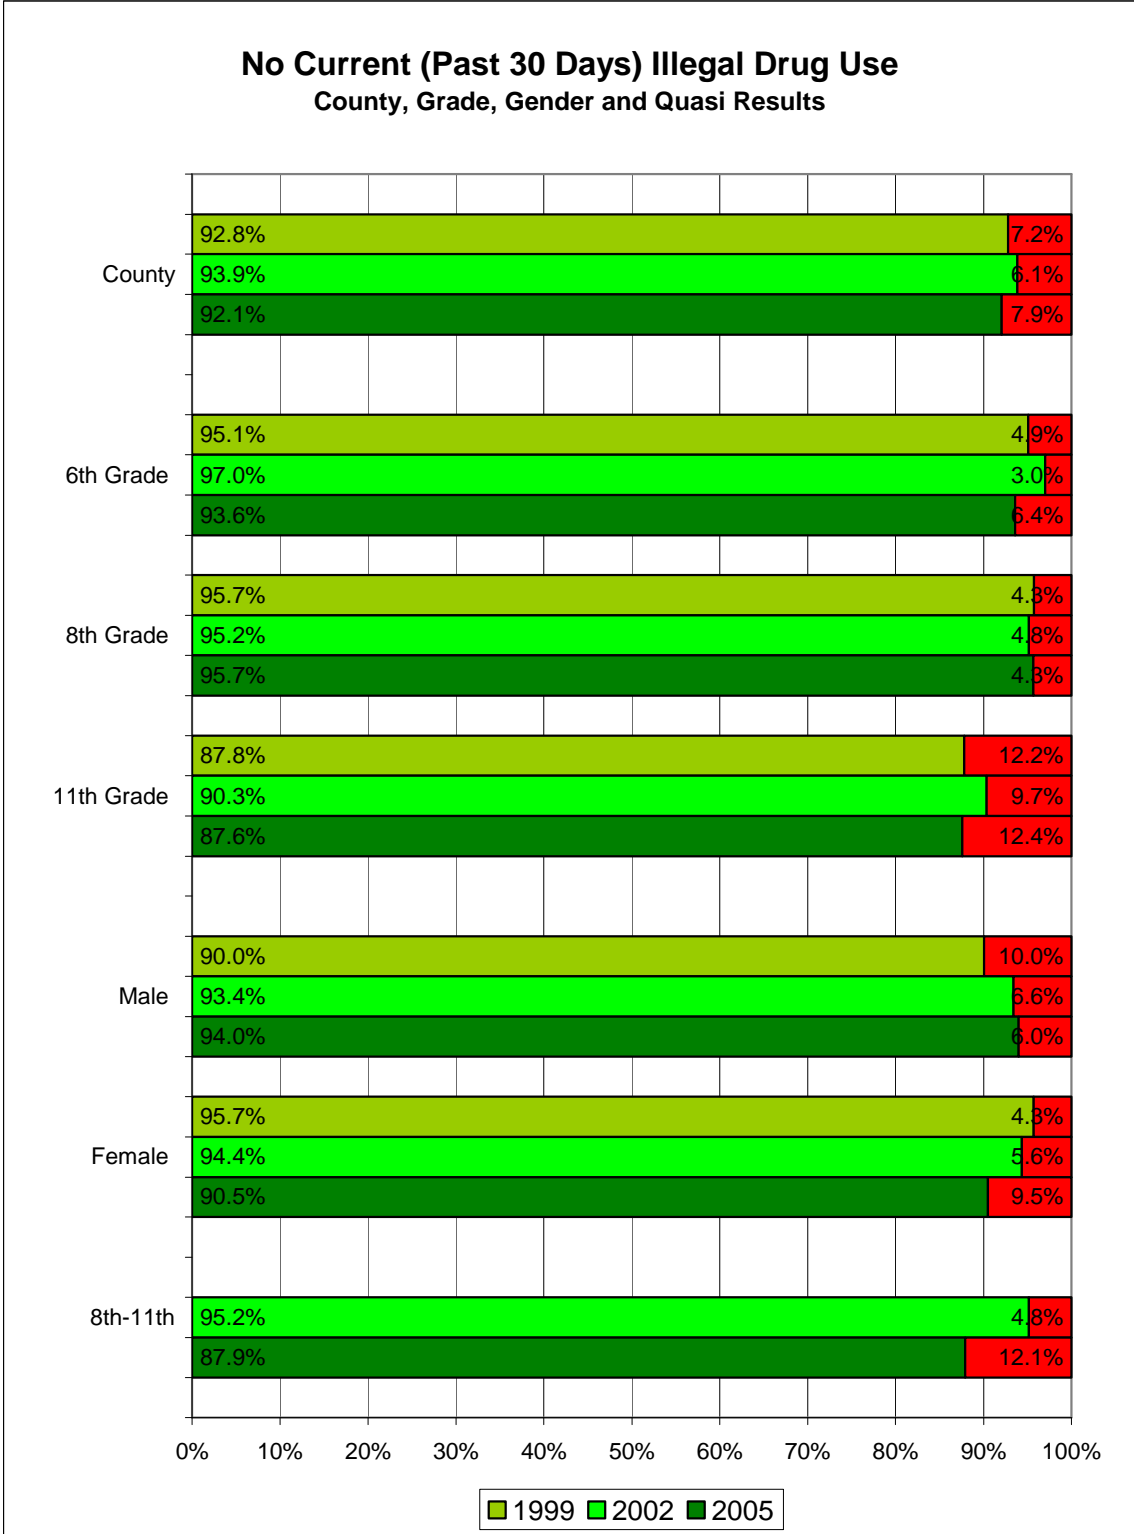 No Current (Past 30 Days) Illegal Drug Use
County, Grade, Gender and Quasi Results
92.8% 7.2%
County 93.9% 6.1%
92.1% 7.9%
95.1% 4.9%
6th Grade 97.0% 3.0%
93.6% 6.4%
95.7% 4.3%
8th Grade 95.2% 4.8%
95.7% 4.3%
87.8% 12.2%
11th Grade 90.3% 9.7%
87.6% 12.4%
90.0% 10.0%
Male 93.4% 6.6%
94.0% 6.0%
95.7% 4.3%
Female 94.4% 5.6%
90.5% 9.5%
8th-11th 95.2% 4.8%
87.9% 12.1%
0% 10% 20% 30% 40% 50% 60% 70% 80% 90% 100%
1999 2002 2005